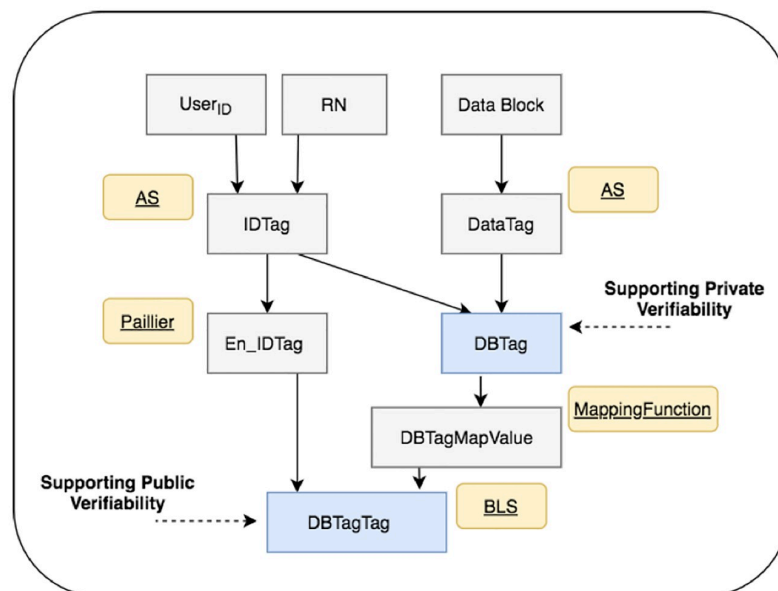 User_ID
RN
Data Block
AS
IDTag
DataTag
AS
Supporting Private
Verifiability
Paillier
En_IDTag
DBTag
MappingFunction
DBTagMapValue
Supporting Public
Verifiability
DBTagTag
BLS